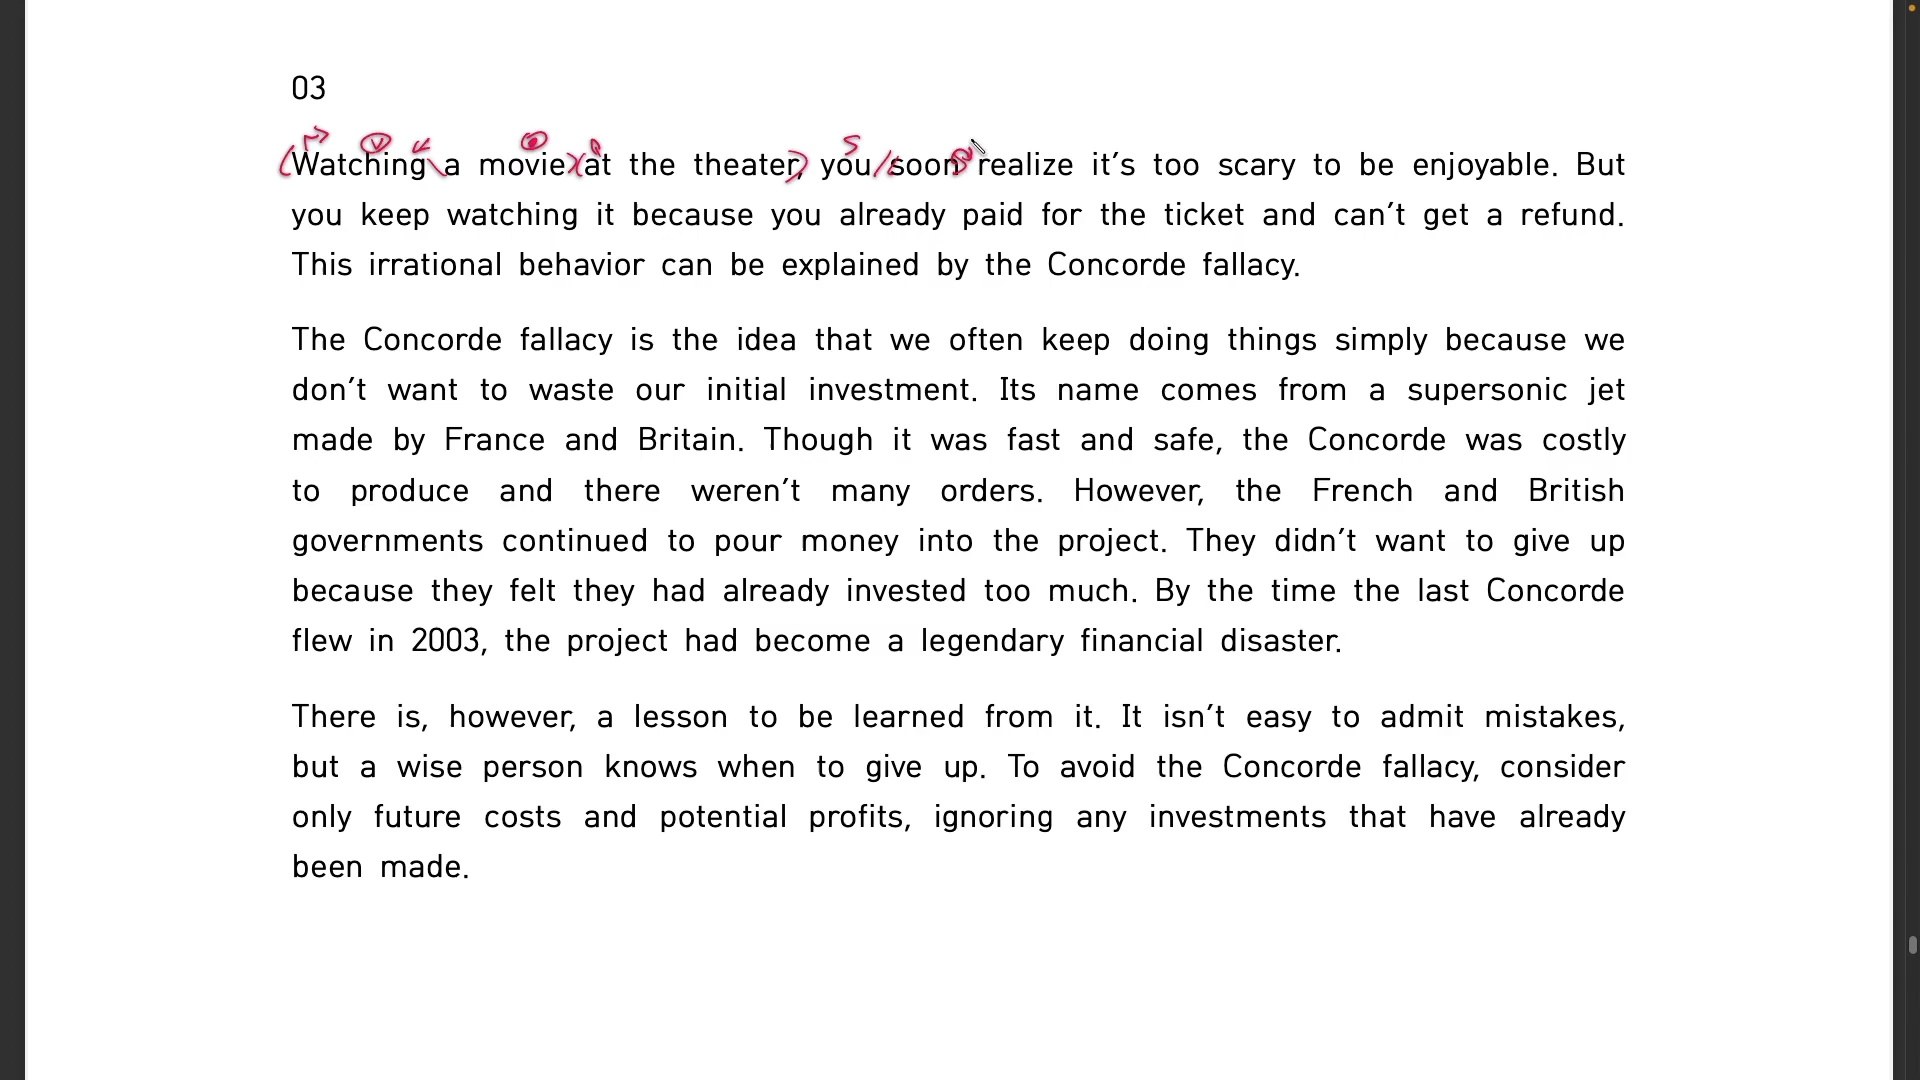 03
Watching a movie at the theater, you soon realize it's too scary to be enjoyable. But
you keep watching it because you already paid for the ticket and can't get a refund.
This irrational behavior can be explained by the Concorde fallacy.
The Concorde fallacy is the idea that we often keep doing things simply because we
don't want to waste our initial investment. Its name comes from a supersonic jet
made by France and Britain. Though it was fast and safe, the Concorde was costly
to produce and there weren't many orders. However, the French and British
governments continued to pour money into the project. They didn't want to give up
because they felt they had already invested too much. By the time the last Concorde
flew in 2003, the project had become a legendary financial disaster.
There is, however, a lesson to be learned from it. It isn't easy to admit mistakes,
but a wise person knows when to give up. To avoid the Concorde fallacy, consider
only future costs and potential profits, ignoring any investments that have already
been made.